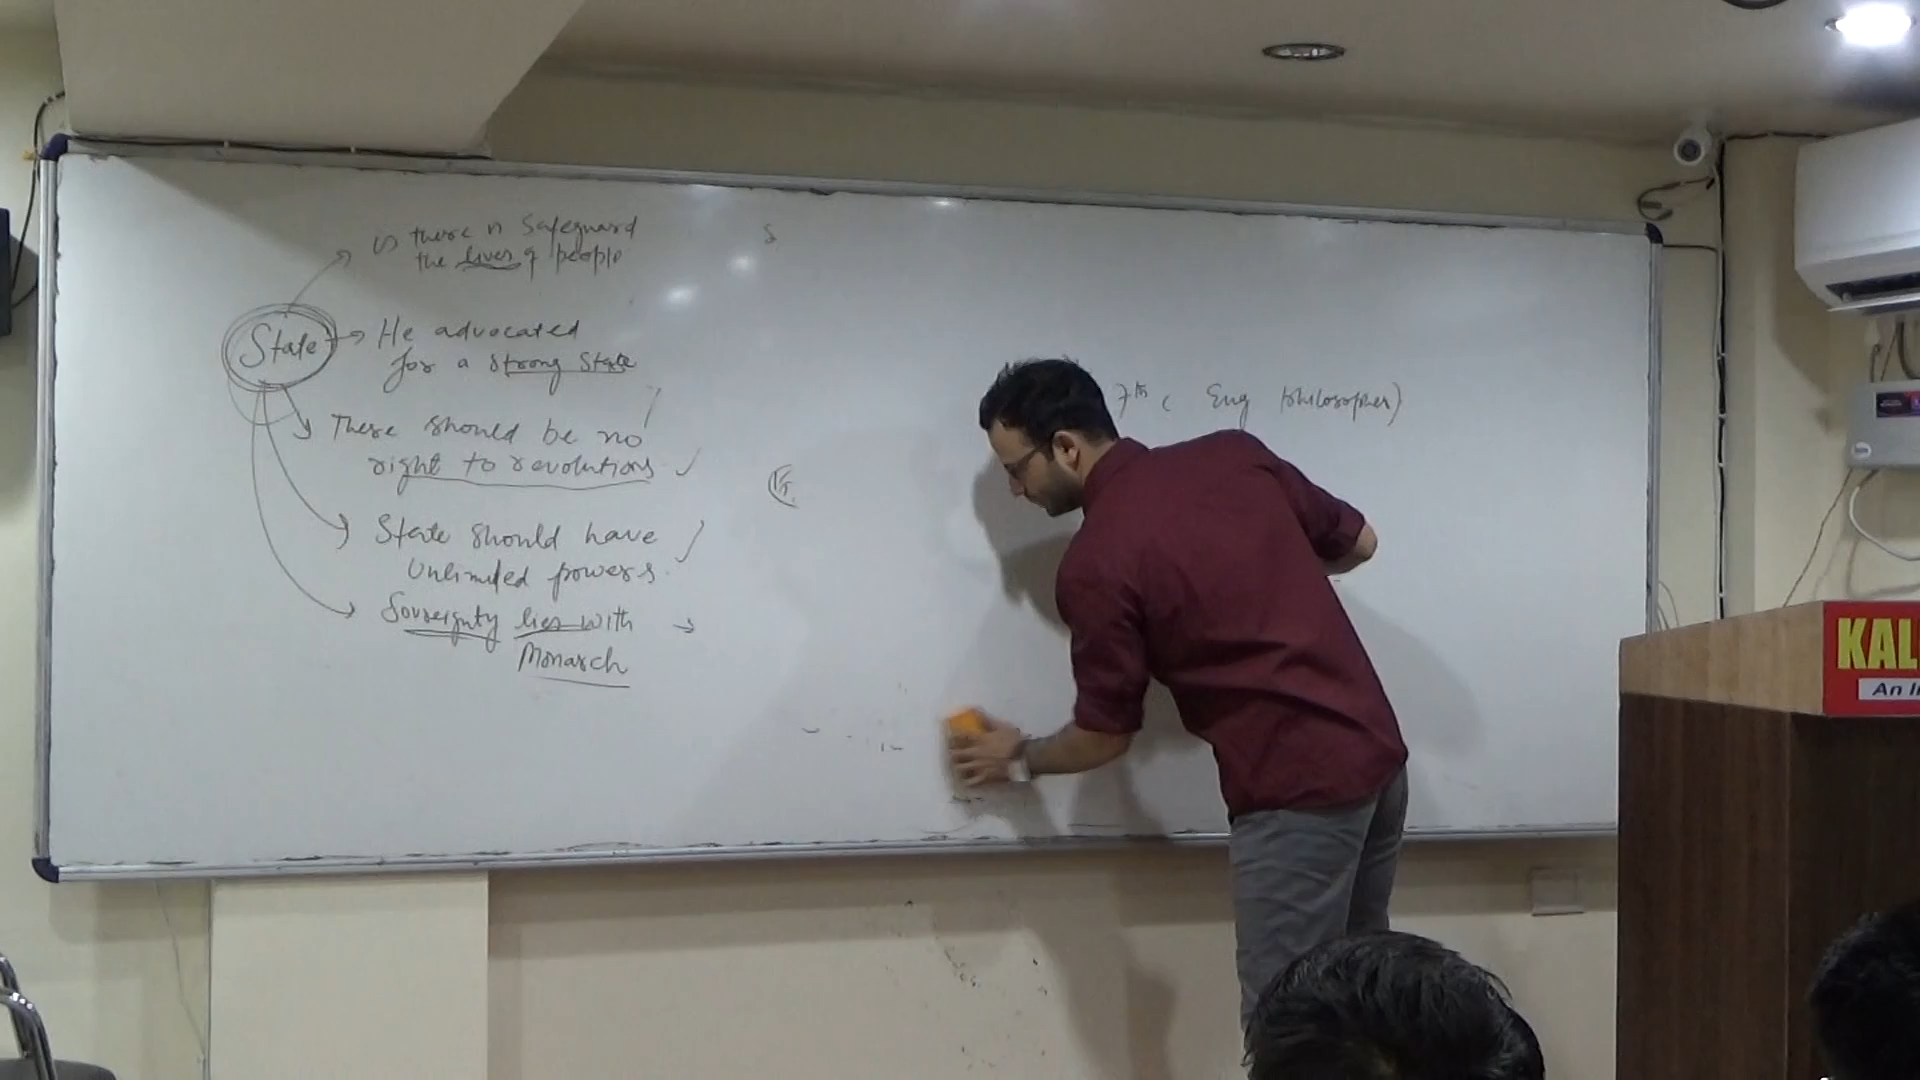 there is Safeguard
the lives of people
State
He advocated
for a Strong State
There should be no
right to revolutions
State should have
Unlimited powers.
Sovreignty lies with
Monarch
S
7th C Eng philosopher)
KAL
An I